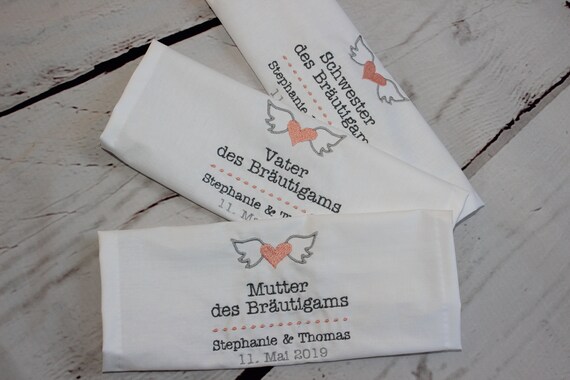 Schwester
des Bräutigams
Stephanie &
Vater
des Bräutigams
Stephanie &
11. Mai
Mutter
des Bräutigams
Stephanie & Thomas
11. Mai 2019